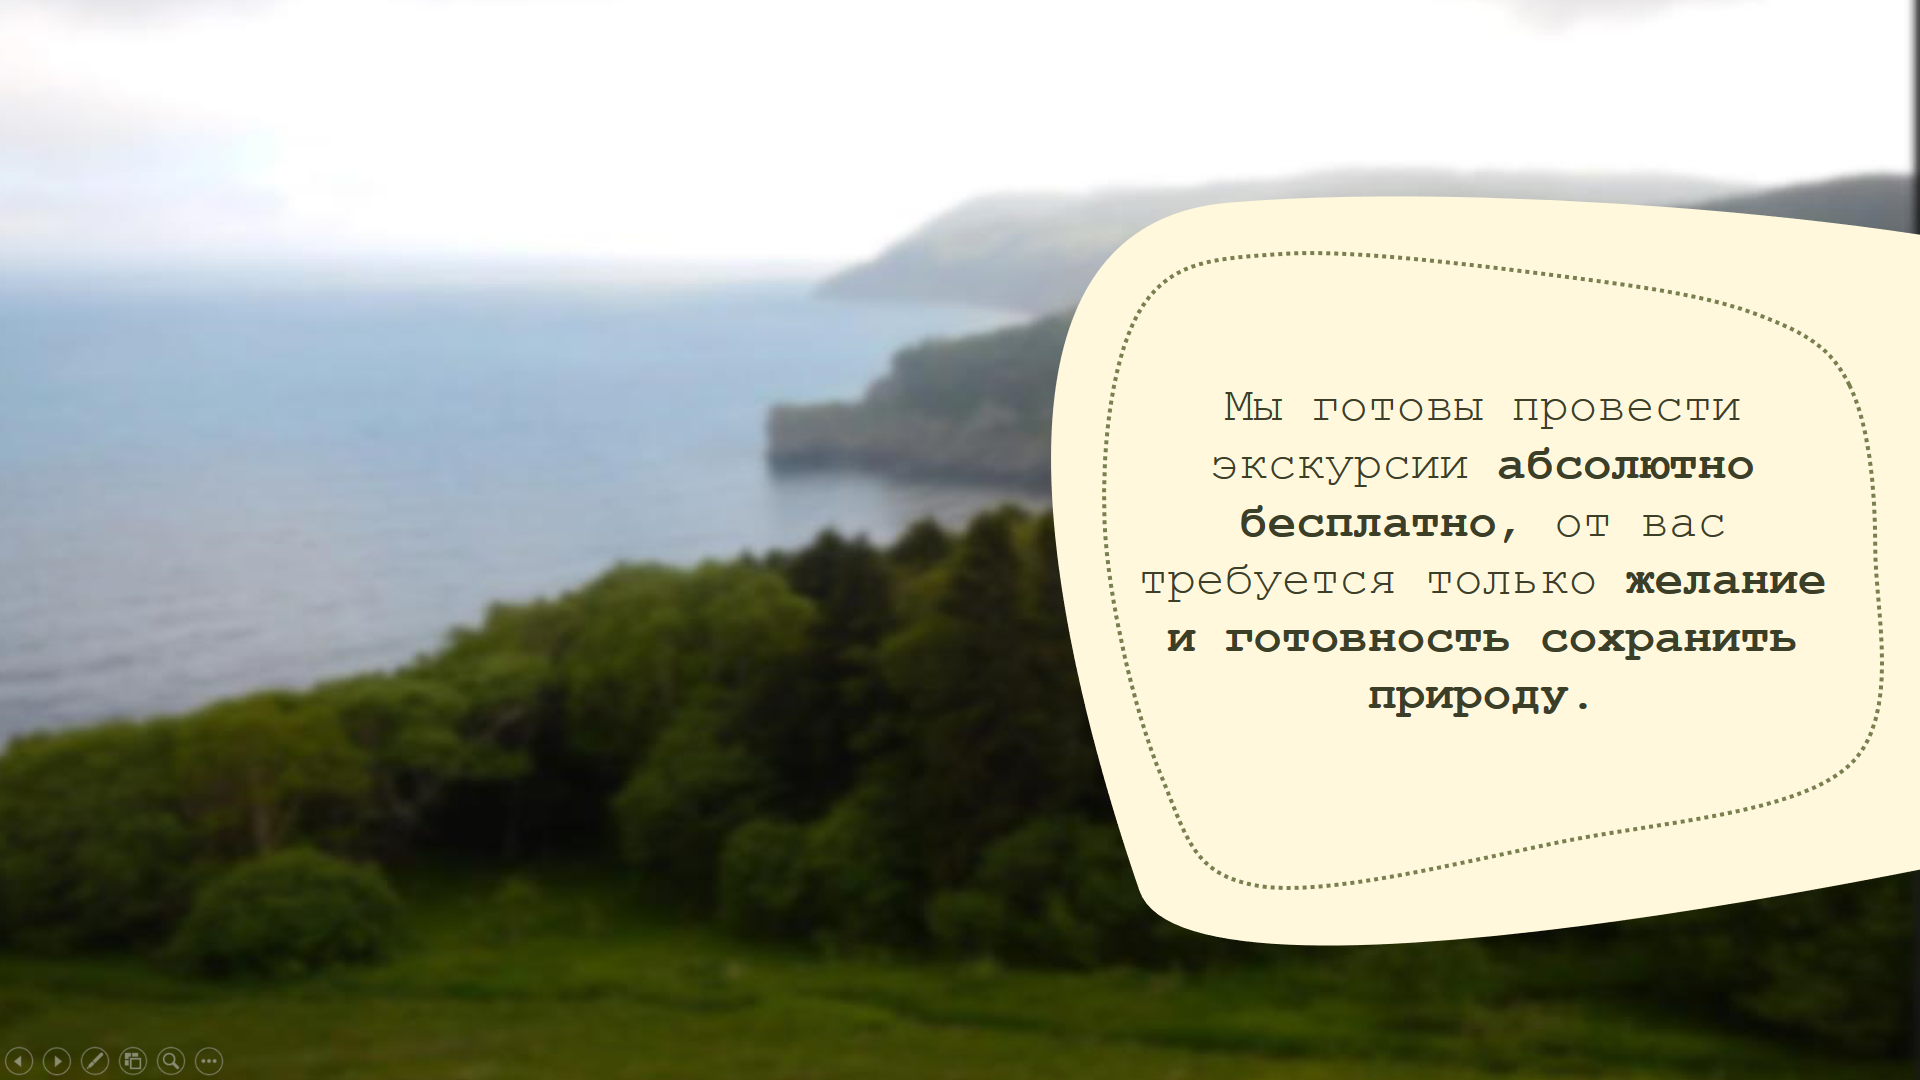 Мы готовы провести
экскурсии абсолютно
бесплатно, от вас
требуется только желание
и готовность сохранить
природу.